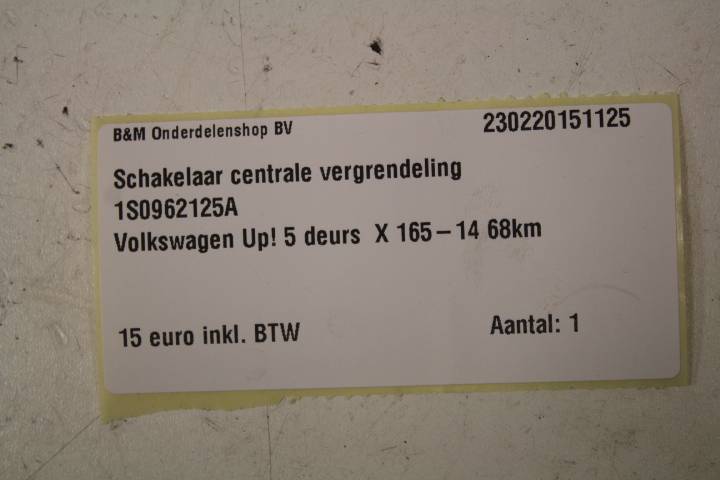 B&M Onderdelenshop BV 230220151125
Schakelaar centrale vergrendeling
1S0962125A
Volkswagen Up! 5 deurs X 165-14 68km
15 euro inkl. BTW Aantal: 1